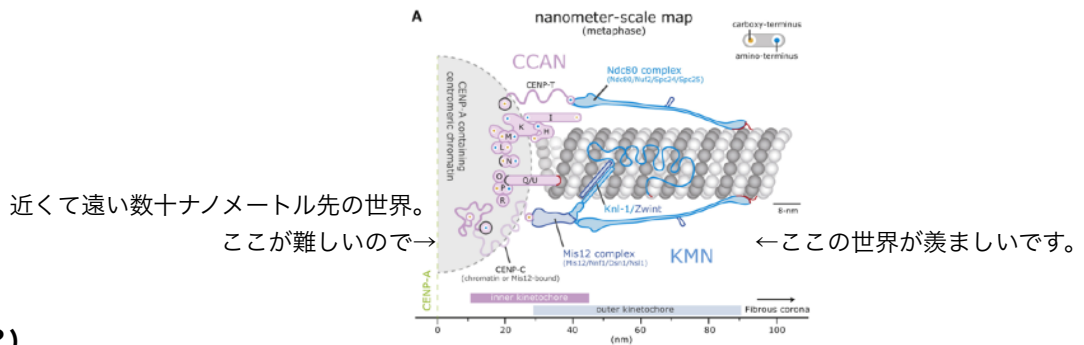 A
nanometer-scale map
(metaphase)
carboxy-terminus
amino-terminus
CCAN
CENP-T
Ndc80 complex
(Ndc80/Nuf2/Spc24/Spc25)
CENP-A containing
centromeric chromatin
I
K
H
M
L
N
O
P
Q/U
R
8-nm
近くて遠い数十ナノメートル先の世界。
ここが難しいので→
←ここの世界が羨ましいです。
Knl-1/Zwint
Mis12 complex
(Mis12/Nnf1/Dsn1/Nsl1)
KMN
CENP-C
(chromatin or Mis12-bound)
CENP-A
inner kinetochore
outer kinetochore
Fibrous corona
0 20 40 60 80 100
(nm)